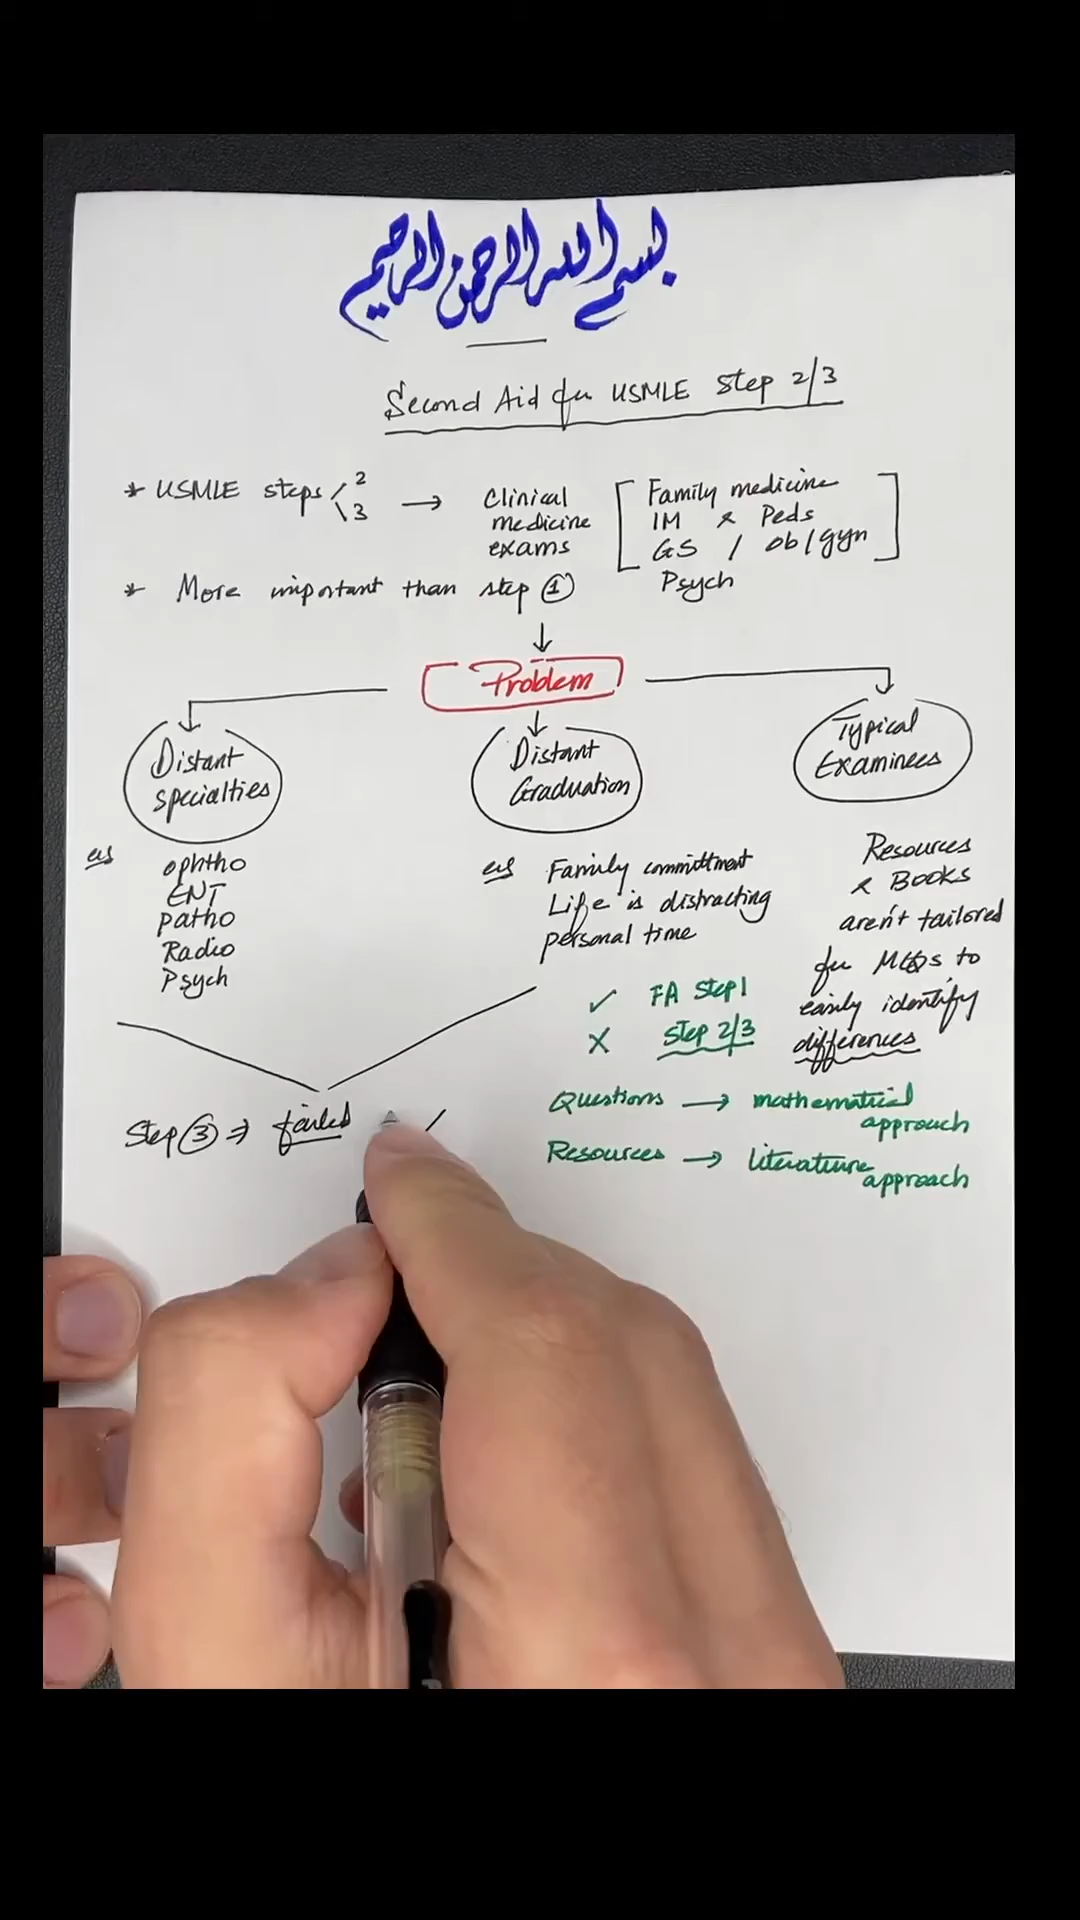 بسم الله الرحمن الرحيم
Second Aid for USMLE Step 2/3
* USMLE steps 2 3 → Clinical medicine exams [Family medicine
IM & Peds
GS / Ob/gyn]
Psych
* More important than step ①
Problem
Distant
specialties
eg
ophtho
ENT
patho
Radio
Psych
Distant
Graduation
eg
Family committment
Life is distracting
personal time
✓ FA Step1
X Step 2/3
Typical
Examinees
Resources
& Books
aren't tailored
for MCQs to
easily identify
differences
Questions → mathematical
approach
Resources → literature
approach
Step ③ ⇒ failed